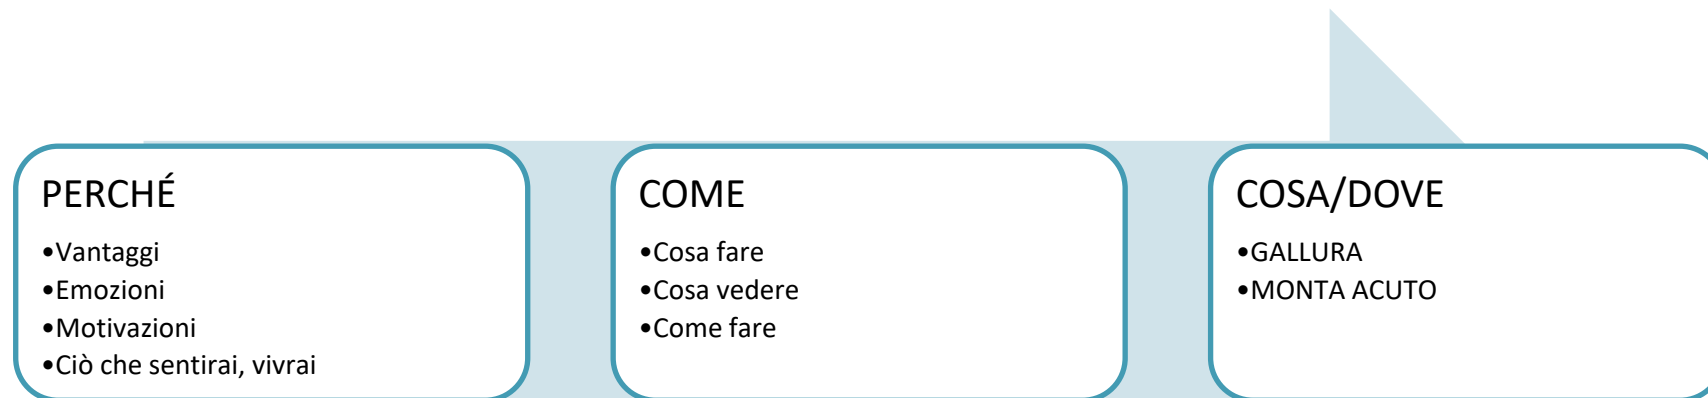 PERCHÉ
•Vantaggi
•Emozioni
•Motivazioni
•Ciò che sentirai, vivrai
COME
•Cosa fare
•Cosa vedere
•Come fare
COSA/DOVE
•GALLURA
•MONTA ACUTO